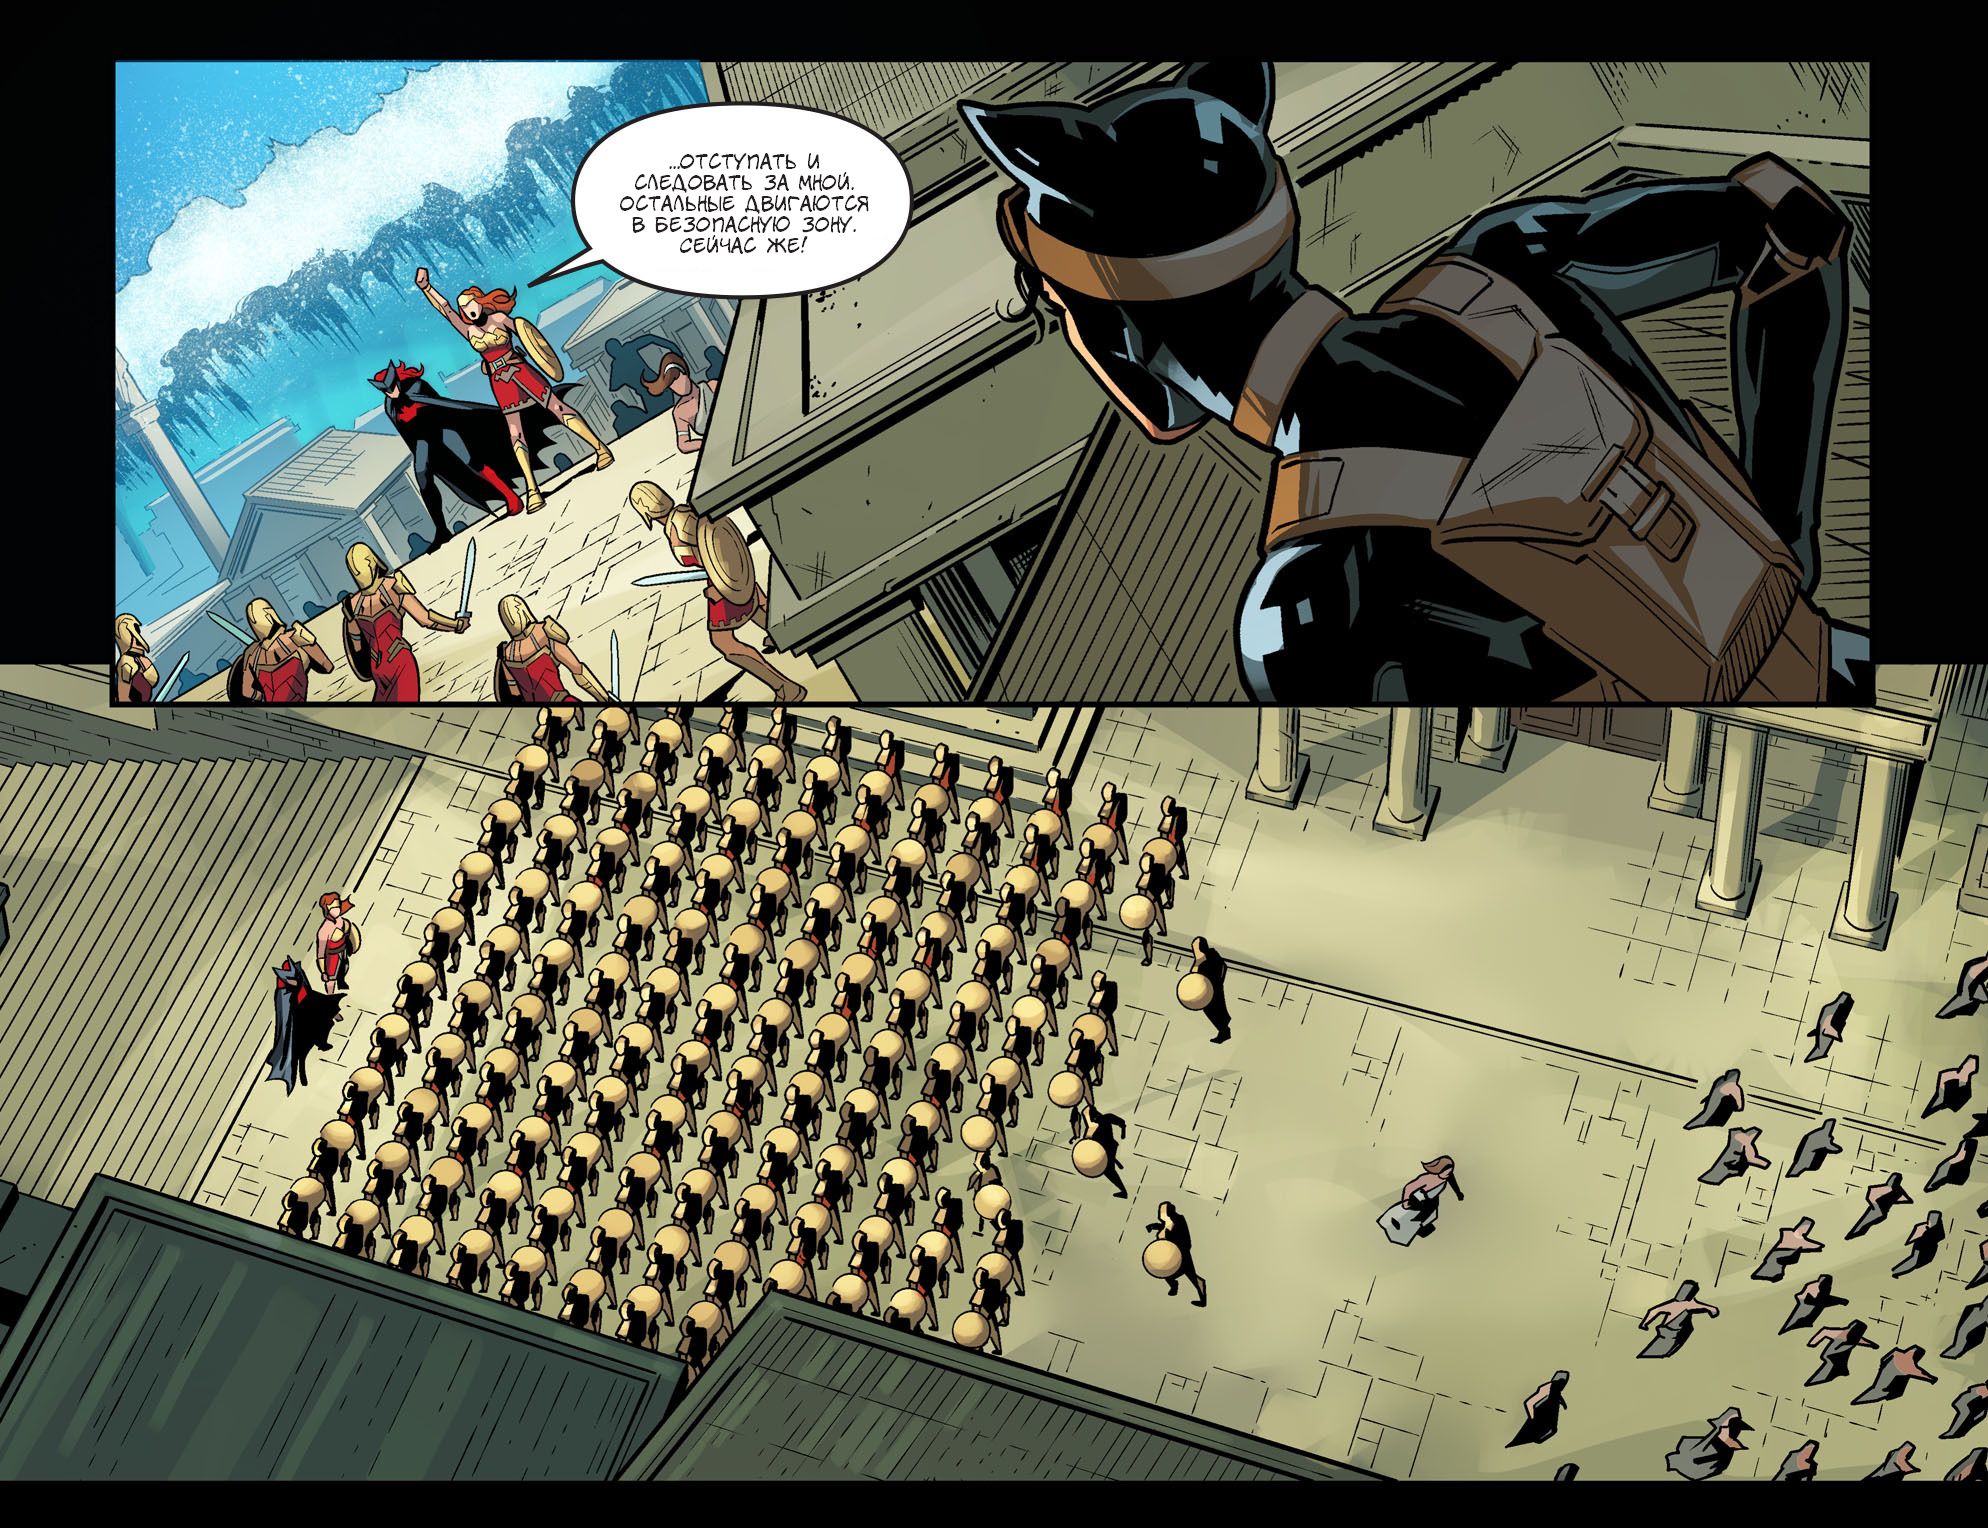 ...ОТСТУПАТЬ И
СЛЕДОВАТЬ ЗА МНОЙ.
ОСТАЛЬНЫЕ ДВИГАЮТСЯ
В БЕЗОПАСНУЮ ЗОНУ.
СЕЙЧАС ЖЕ!